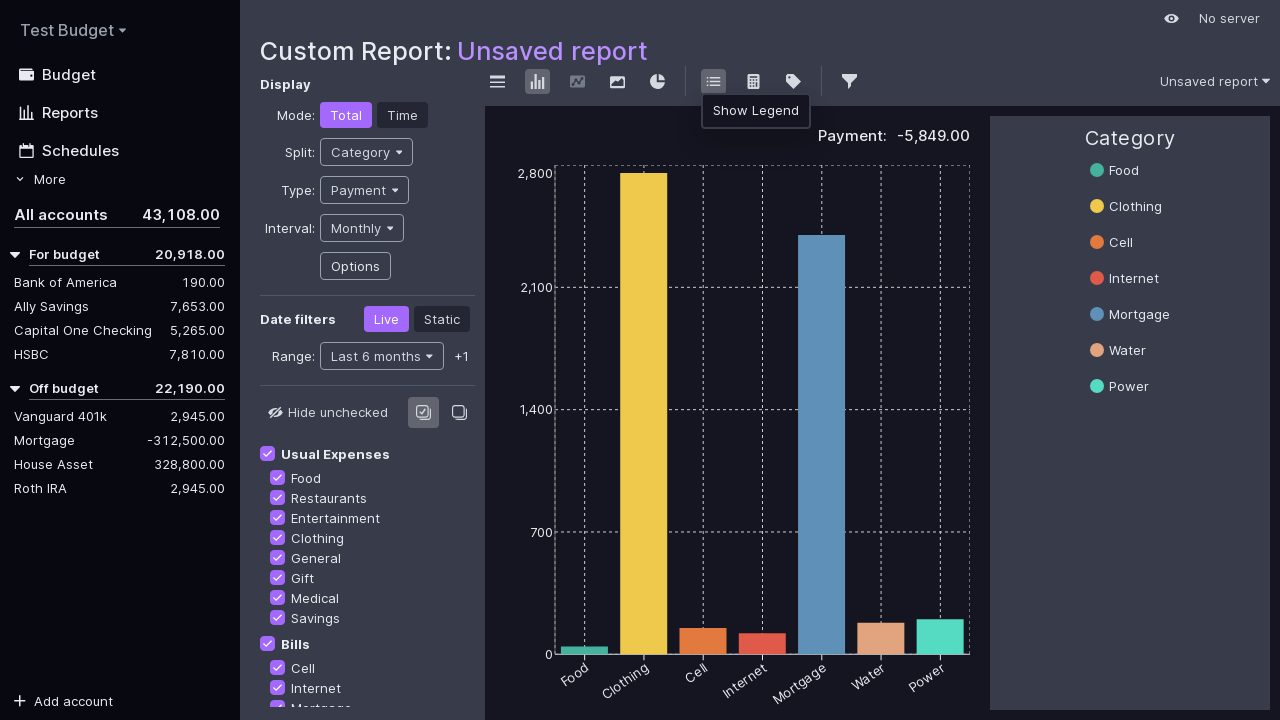 Test Budget
Budget
Reports
Schedules
More
All accounts 43,108.00
For budget 20,918.00
Bank of America 190.00
Ally Savings 7,653.00
Capital One Checking 5,265.00
HSBC 7,810.00
Off budget 22,190.00
Vanguard 401k 2,945.00
Mortgage -312,500.00
House Asset 328,800.00
Roth IRA 2,945.00
Add account
No server
Custom Report: Unsaved report
Display
Mode: Total Time
Split: Category
Type: Payment
Interval: Monthly
Options
Date filters Live Static
Range: Last 6 months +1
Hide unchecked
Usual Expenses
Food
Restaurants
Entertainment
Clothing
General
Gift
Medical
Savings
Bills
Cell
Internet
Mortgage
Unsaved report
Show Legend
Payment: -5,849.00
2,800
2,100
1,400
700
0
Food
Clothing
Cell
Internet
Mortgage
Water
Power
Category
Food
Clothing
Cell
Internet
Mortgage
Water
Power